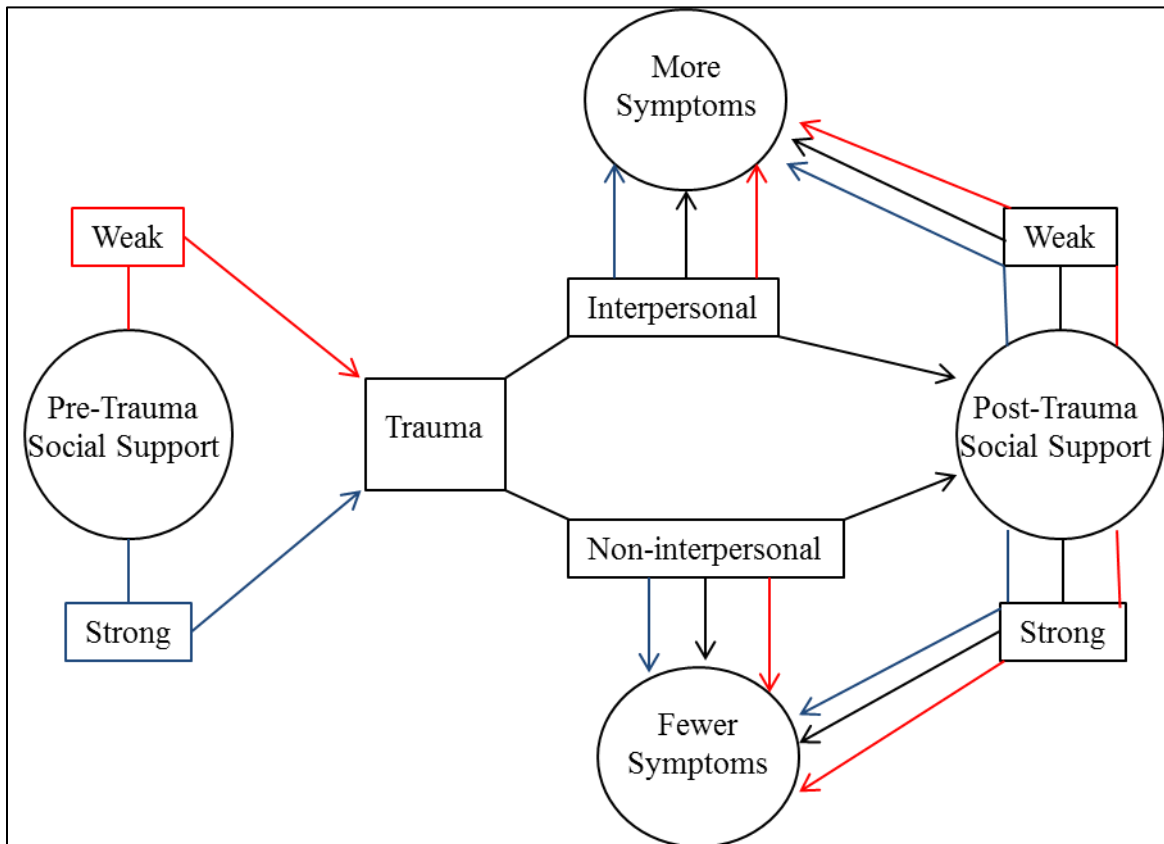 More
Symptoms
Weak
Weak
Interpersonal
Pre-Trauma
Social Support
Trauma
Post-Trauma
Social Support
Non-interpersonal
Strong
Strong
Fewer
Symptoms